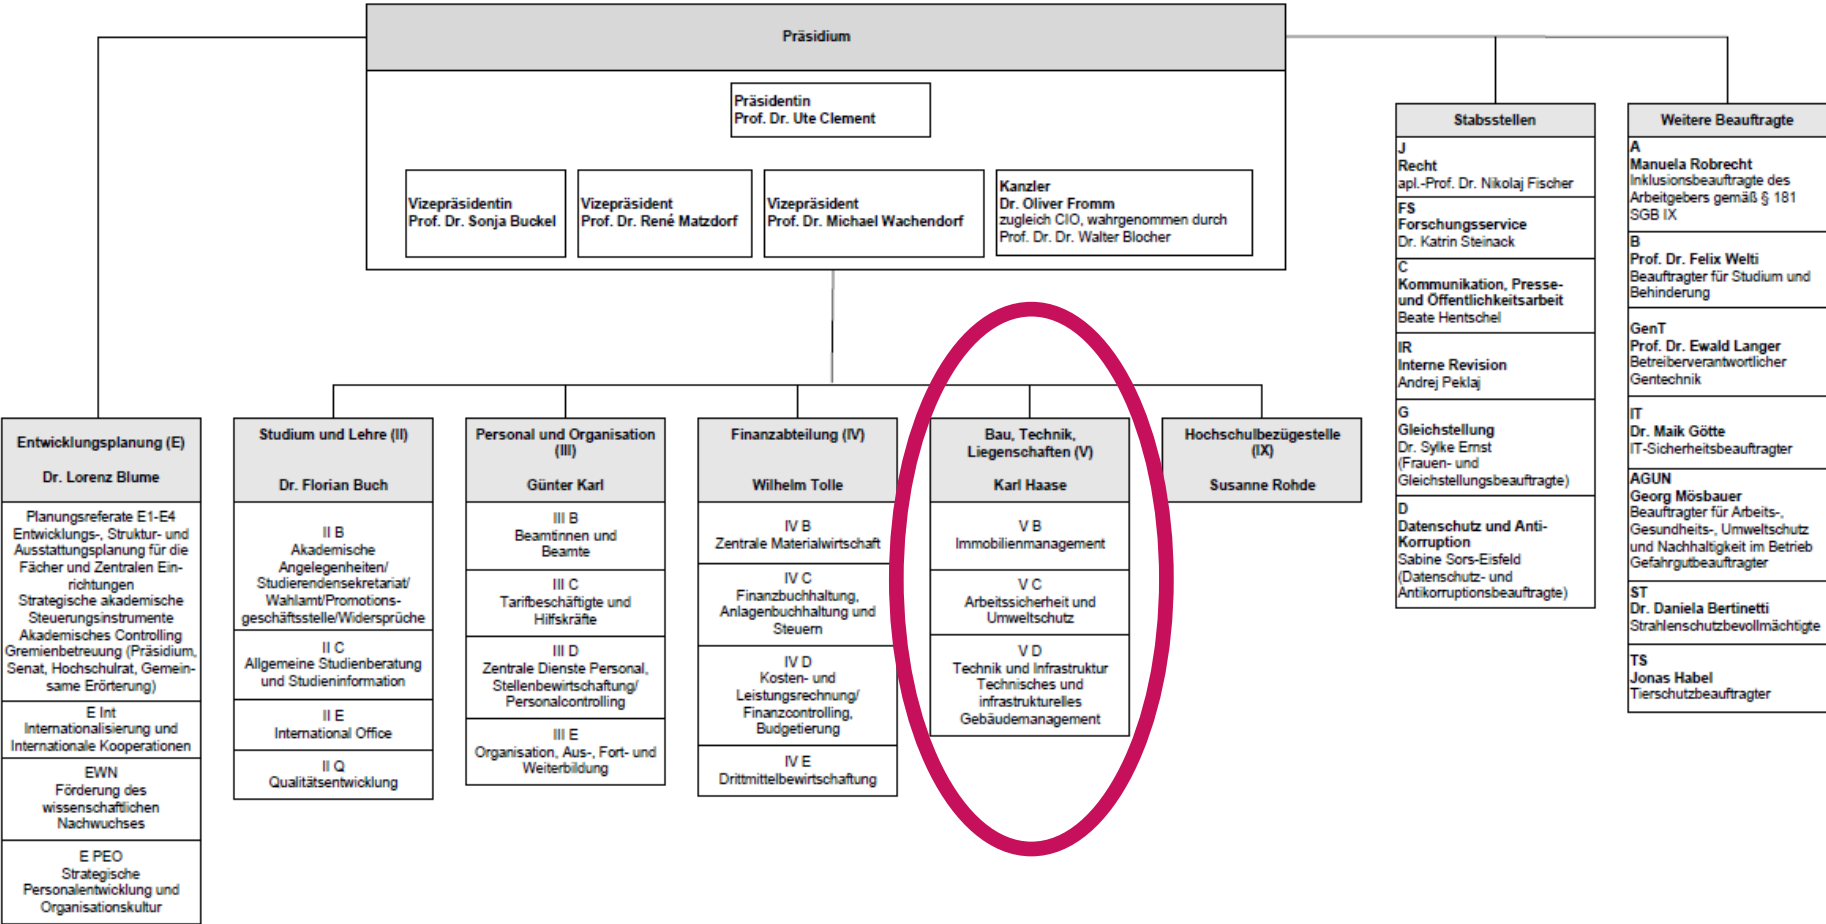 Präsidium
Präsidentin
Prof. Dr. Ute Clement
Vizepräsidentin
Prof. Dr. Sonja Buckel
Vizepräsident
Prof. Dr. René Matzdorf
Vizepräsident
Prof. Dr. Michael Wachendorf
Kanzler
Dr. Oliver Fromm
zugleich CIO, wahrgenommen durch
Prof. Dr. Dr. Walter Blocher
Entwicklungsplanung (E)
Dr. Lorenz Blume
Planungsreferate E1-E4
Entwicklungs-, Struktur- und
Ausstattungsplanung für die
Fächer und Zentralen Ein-
richtungen
Strategische akademische
Steuerungsinstrumente
Akademisches Controlling
Gremienbetreuung (Präsidium,
Senat, Hochschulrat, Gemein-
same Erörterung)
E Int
Internationalisierung und
Internationale Kooperationen
EWN
Förderung des
wissenschaftlichen
Nachwuchses
E PEO
Strategische
Personalentwicklung und
Organisationskultur
Studium und Lehre (II)
Dr. Florian Buch
II B
Akademische
Angelegenheiten/
Studierendensekretariat/
Wahlamt/Promotions-
geschäftsstelle/Widersprüche
II C
Allgemeine Studienberatung
und Studieninformation
II E
International Office
II Q
Qualitätsentwicklung
Personal und Organisation
(III)
Günter Karl
III B
Beamtinnen und
Beamte
III C
Tarifbeschäftigte und
Hilfskräfte
III D
Zentrale Dienste Personal,
Stellenbewirtschaftung/
Personalcontrolling
III E
Organisation, Aus-, Fort- und
Weiterbildung
Finanzabteilung (IV)
Wilhelm Tolle
IV B
Zentrale Materialwirtschaft
IV C
Finanzbuchhaltung,
Anlagenbuchhaltung und
Steuern
IV D
Kosten- und
Leistungsrechnung/
Finanzcontrolling,
Budgetierung
IV E
Drittmittelbewirtschaftung
Bau, Technik,
Liegenschaften (V)
Karl Haase
V B
Immobilienmanagement
V C
Arbeitssicherheit und
Umweltschutz
V D
Technik und Infrastruktur
Technisches und
infrastrukturelles
Gebäudemanagement
Hochschulbezügestelle
(IX)
Susanne Rohde
Stabsstellen
J
Recht
apl.-Prof. Dr. Nikolaj Fischer
FS
Forschungsservice
Dr. Katrin Steinack
C
Kommunikation, Presse-
und Öffentlichkeitsarbeit
Beate Hentschel
IR
Interne Revision
Andrej Peklaj
G
Gleichstellung
Dr. Sylke Ernst
(Frauen- und
Gleichstellungsbeauftragte)
D
Datenschutz und Anti-
Korruption
Sabine Sors-Eisfeld
(Datenschutz- und
Antikorruptionsbeauftragte)
Weitere Beauftragte
A
Manuela Robrecht
Inklusionsbeauftragte des
Arbeitgebers gemäß § 181
SGB IX
B
Prof. Dr. Felix Welti
Beauftragter für Studium und
Behinderung
GenT
Prof. Dr. Ewald Langer
Betreiberverantwortlicher
Gentechnik
IT
Dr. Maik Götte
IT-Sicherheitsbeauftragter
AGUN
Georg Mösbauer
Beauftragter für Arbeits-,
Gesundheits-, Umweltschutz
und Nachhaltigkeit im Betrieb
Gefahrgutbeauftragter
ST
Dr. Daniela Bertinetti
Strahlenschutzbevollmächtigte
TS
Jonas Habel
Tierschutzbeauftragter